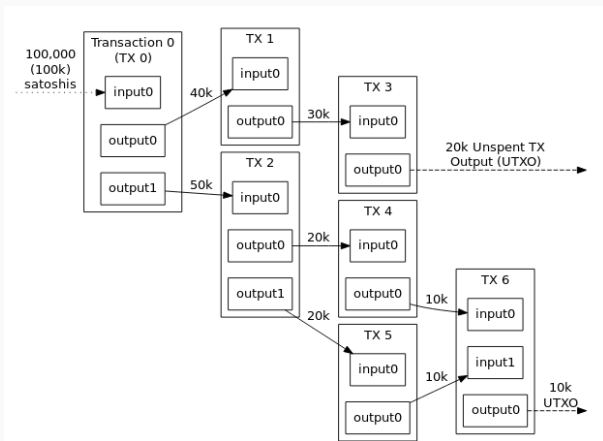 100,000
(100k)
satoshis
Transaction 0
(TX 0)
input0
output0
output1
40k
50k
TX 1
input0
output0
30k
TX 2
input0
output0
output1
20k
20k
TX 3
input0
output0
20k Unspent TX
Output (UTXO)
TX 4
input0
output0
10k
TX 5
input0
output0
10k
TX 6
input0
input1
output0
10k
UTXO